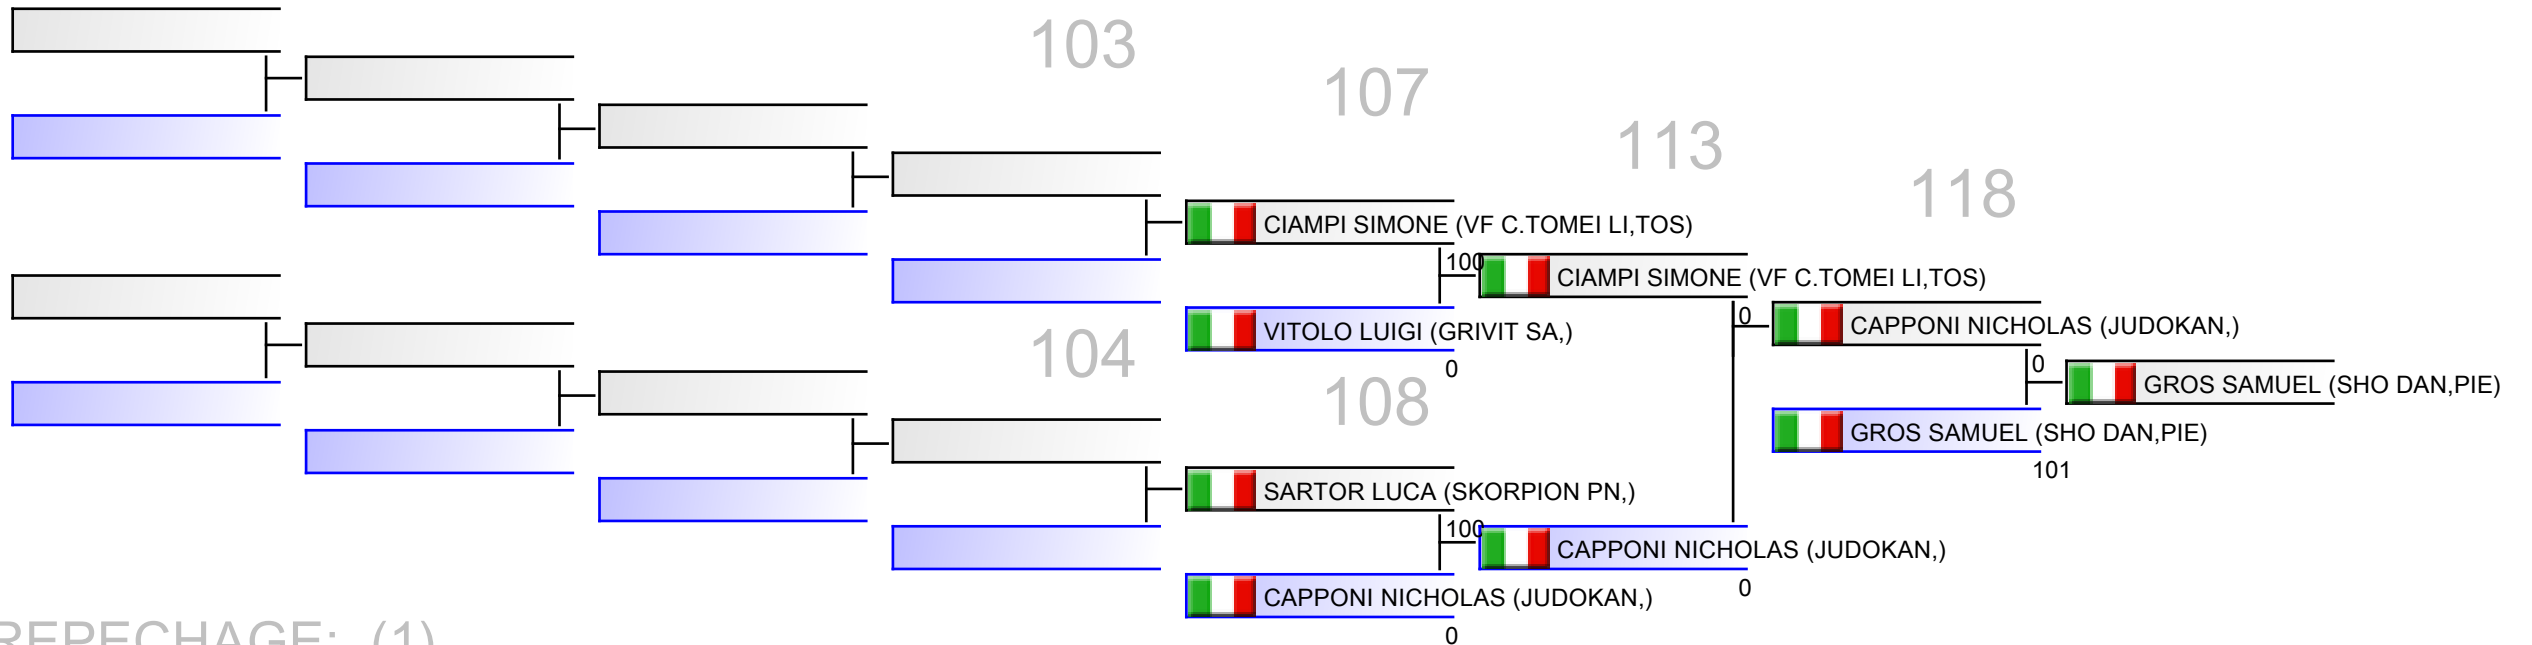 103
107
113
118
CIAMPI SIMONE (VF C.TOMEI LI,TOS)
100
CIAMPI SIMONE (VF C.TOMEI LI,TOS)
0
CAPPONI NICHOLAS (JUDOKAN,)
VITOLO LUIGI (GRIVIT SA,)
0
104
0
GROS SAMUEL (SHO DAN,PIE)
108
GROS SAMUEL (SHO DAN,PIE)
101
SARTOR LUCA (SKORPION PN,)
100
CAPPONI NICHOLAS (JUDOKAN,)
0
CAPPONI NICHOLAS (JUDOKAN,)
0
REPECHAGE: (1)